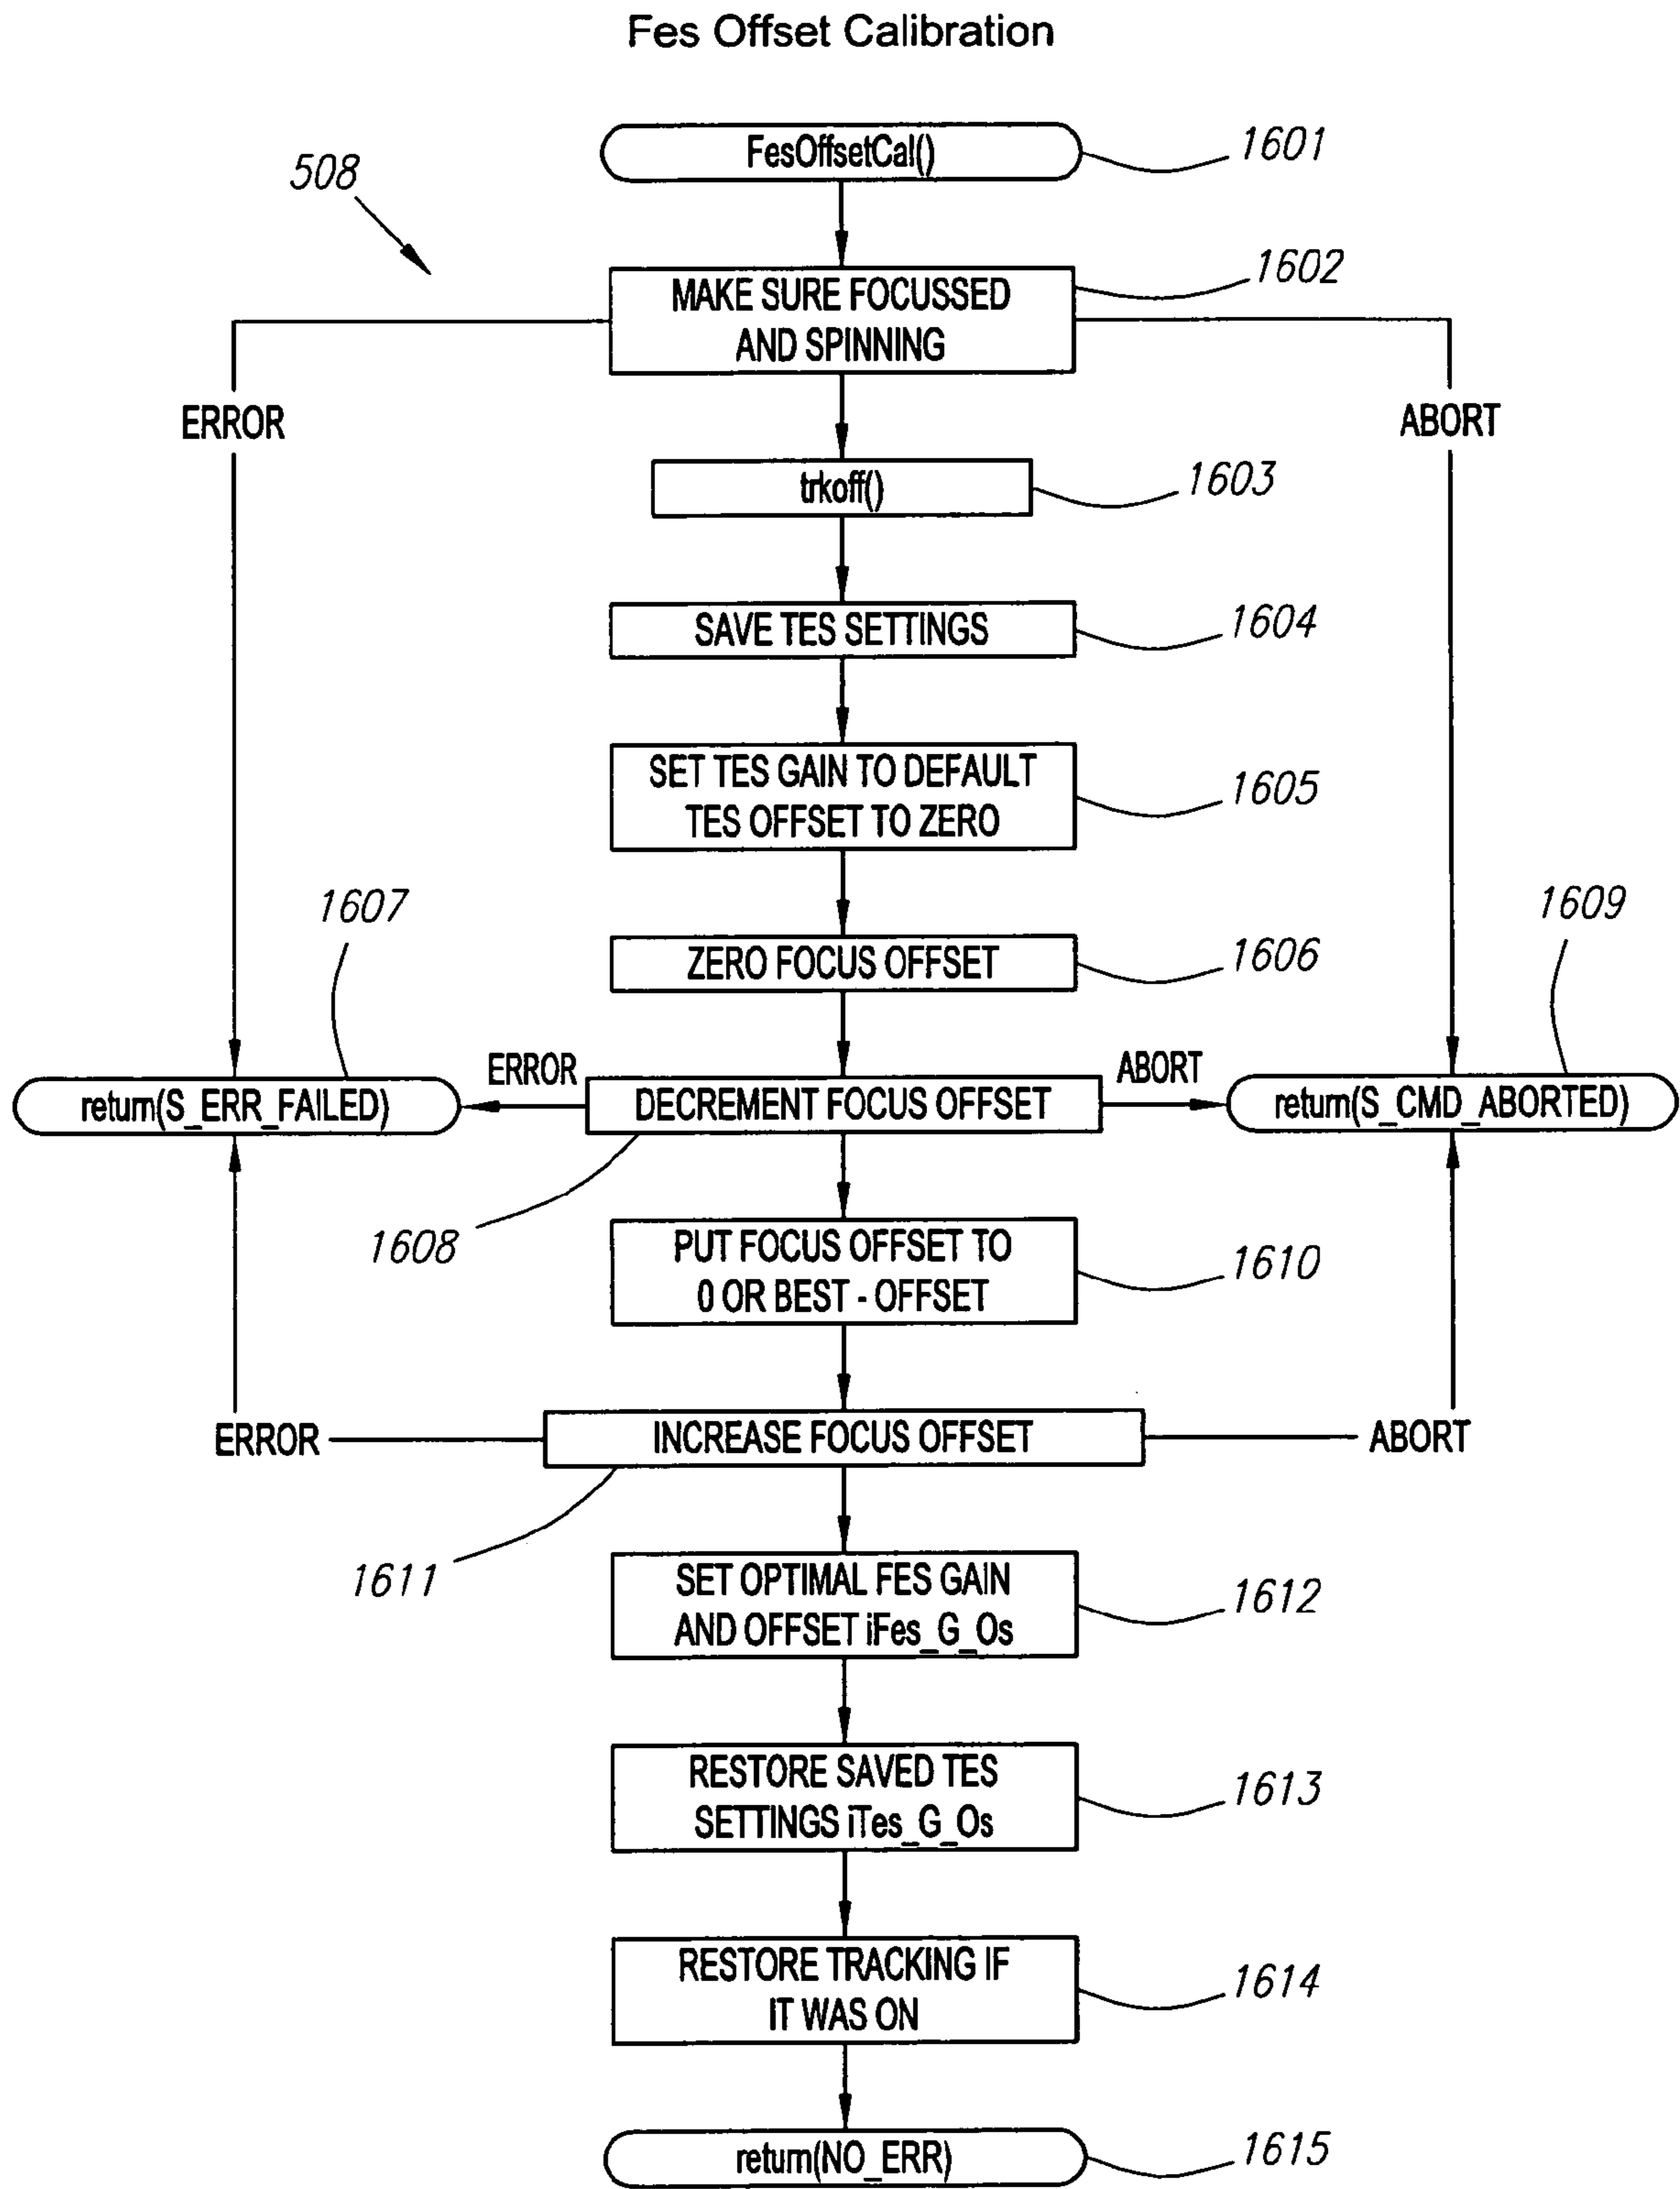 Fes Offset Calibration
FesOffsetCal()
1601
508
MAKE SURE FOCUSSED
AND SPINNING
1602
ERROR
ABORT
trkoff()
1603
SAVE TES SETTINGS
1604
SET TES GAIN TO DEFAULT
TES OFFSET TO ZERO
1605
1607
1609
ZERO FOCUS OFFSET
1606
return(S_ERR_FAILED)
ERROR
DECREMENT FOCUS OFFSET
ABORT
return(S_CMD_ABORTED)
1608
PUT FOCUS OFFSET TO
0 OR BEST - OFFSET
1610
ERROR
INCREASE FOCUS OFFSET
ABORT
1611
SET OPTIMAL FES GAIN
AND OFFSET iFes_G_Os
1612
RESTORE SAVED TES
SETTINGS iTes_G_Os
1613
RESTORE TRACKING IF
IT WAS ON
1614
return(NO_ERR)
1615